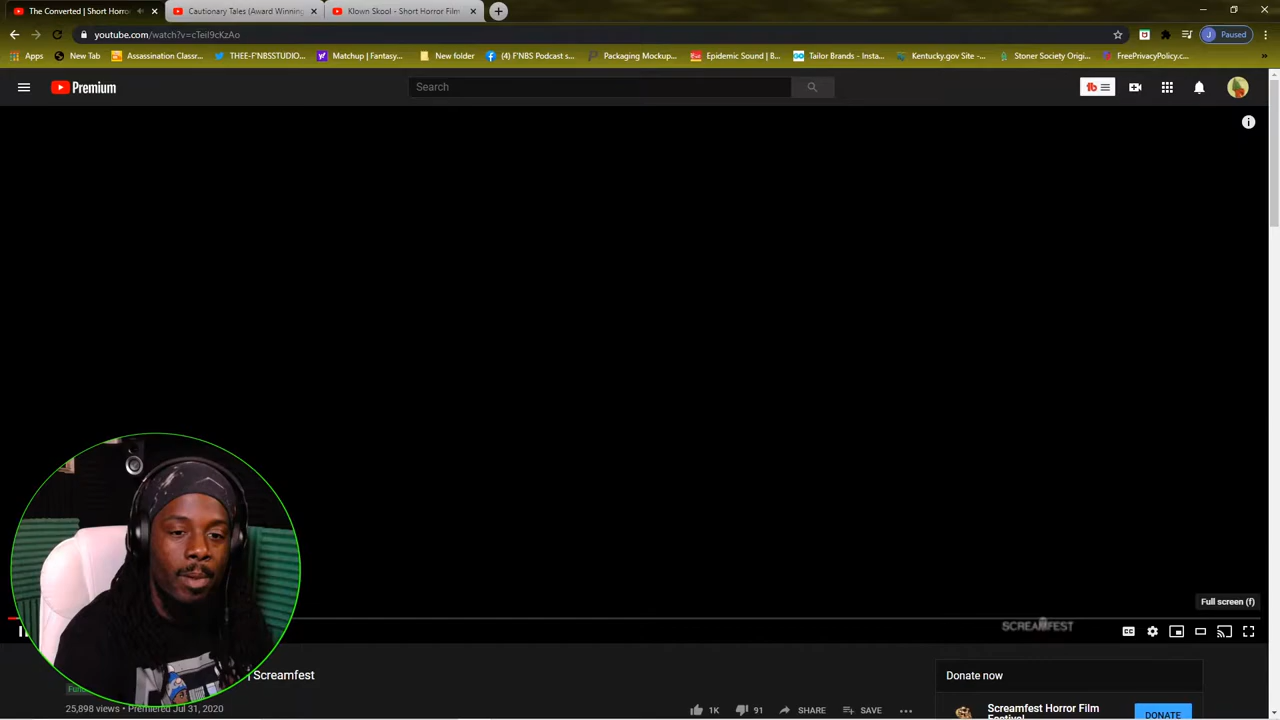 The Converted | Short Horror
Cautionary Tales (Award Winning
Klown Skool - Short Horror Film
youtube.com/watch?v=cTeil9cKzAo
Paused
Apps
New Tab
Assassination Classr...
THEE-F'NBSSTUDIO...
Matchup | Fantasy...
New folder
(4) F'NBS Podcast s...
Packaging Mockup...
Epidemic Sound | B...
Tailor Brands - Insta...
Kentucky.gov Site -...
Stoner Society Origi...
FreePrivacyPolicy.c...
Premium
Search
Full screen (f)
SCREAMFEST
| Screamfest
25,898 views • Premiered Jul 31, 2020
1K
91
SHARE
SAVE
Donate now
Screamfest Horror Film
Festival
DONATE